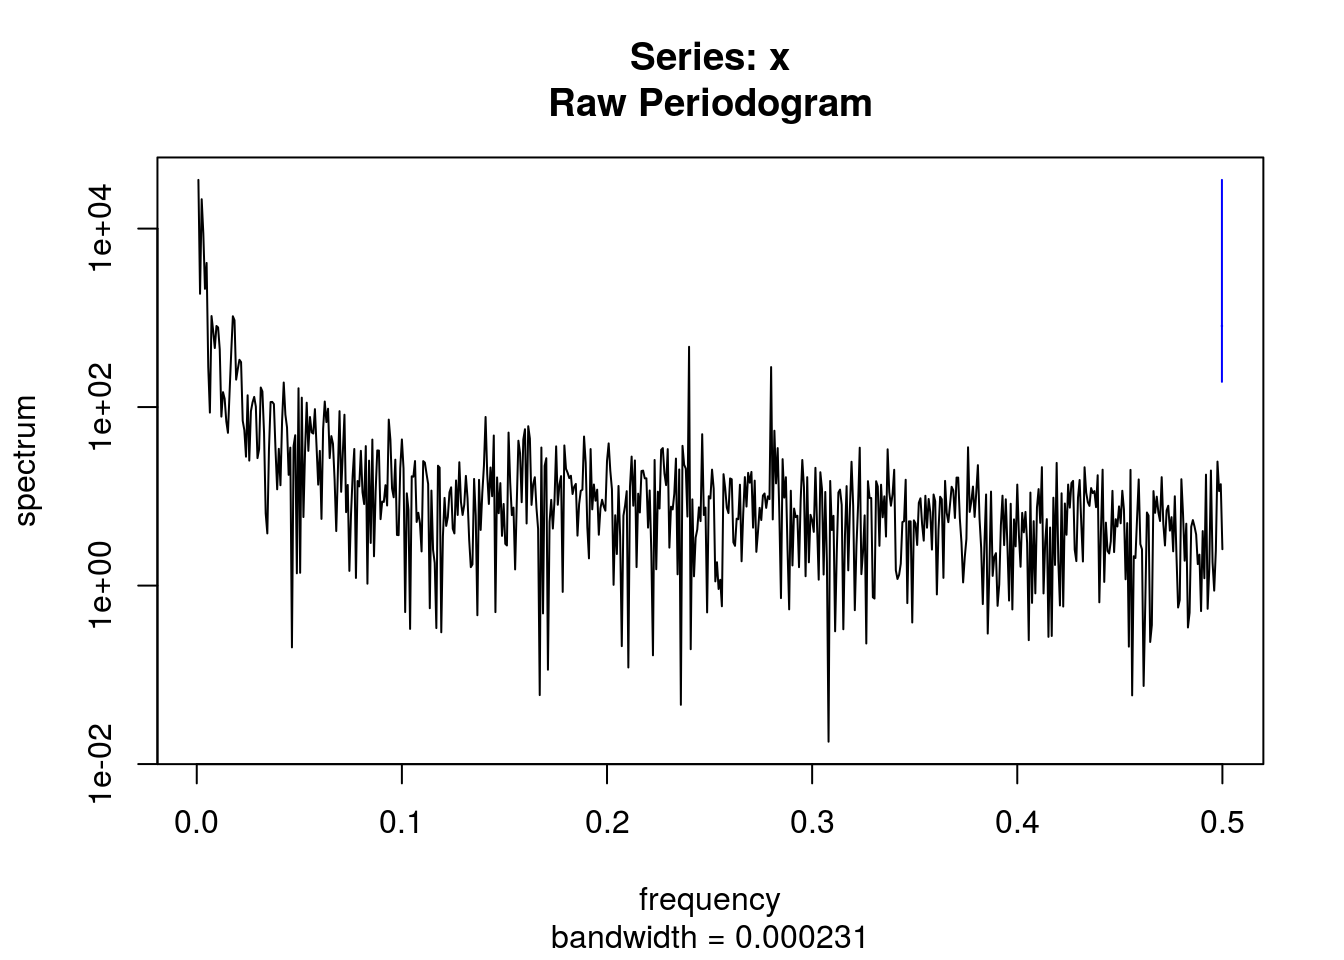 Series: x
Raw Periodogram
spectrum
1e+04
1e+02
1e+00
1e-02
0.0 0.1 0.2 0.3 0.4 0.5
frequency
bandwidth = 0.000231